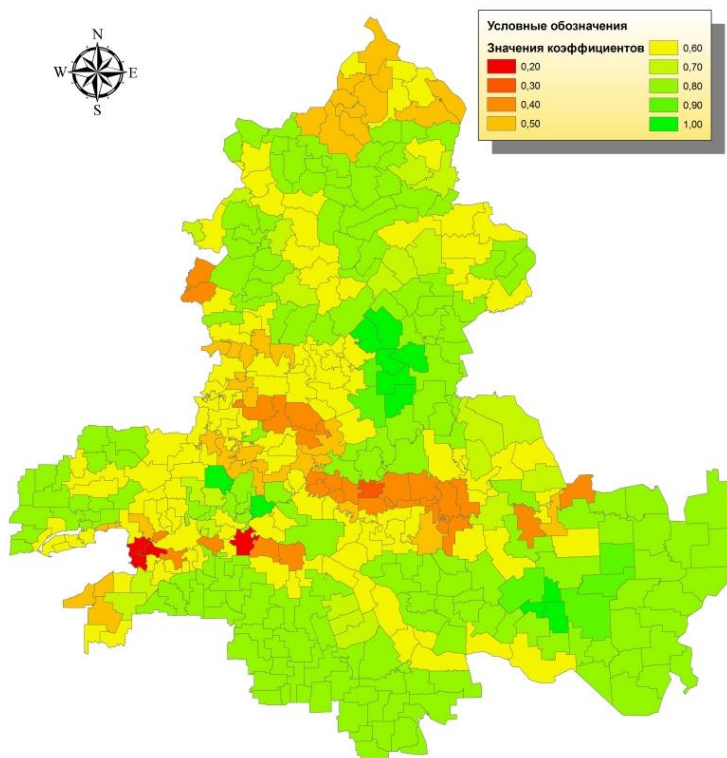 N
W E
S
Условные обозначения
Значения коэффициентов
0,20
0,30
0,40
0,50
0,60
0,70
0,80
0,90
1,00